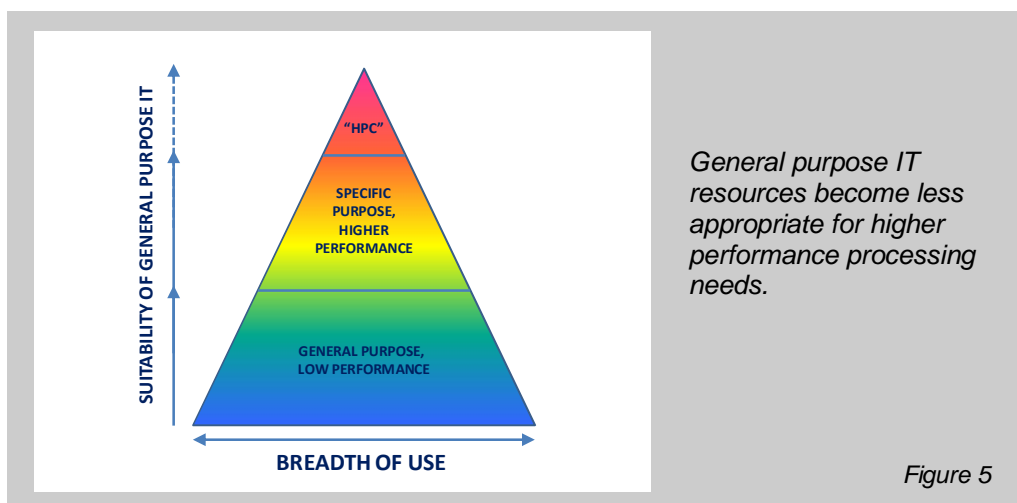 SUITABILITY OF GENERAL PURPOSE IT
“HPC”
SPECIFIC
PURPOSE,
HIGHER
PERFORMANCE
GENERAL PURPOSE,
LOW PERFORMANCE
BREADTH OF USE
General purpose IT
resources become less
appropriate for higher
performance processing
needs.
Figure 5